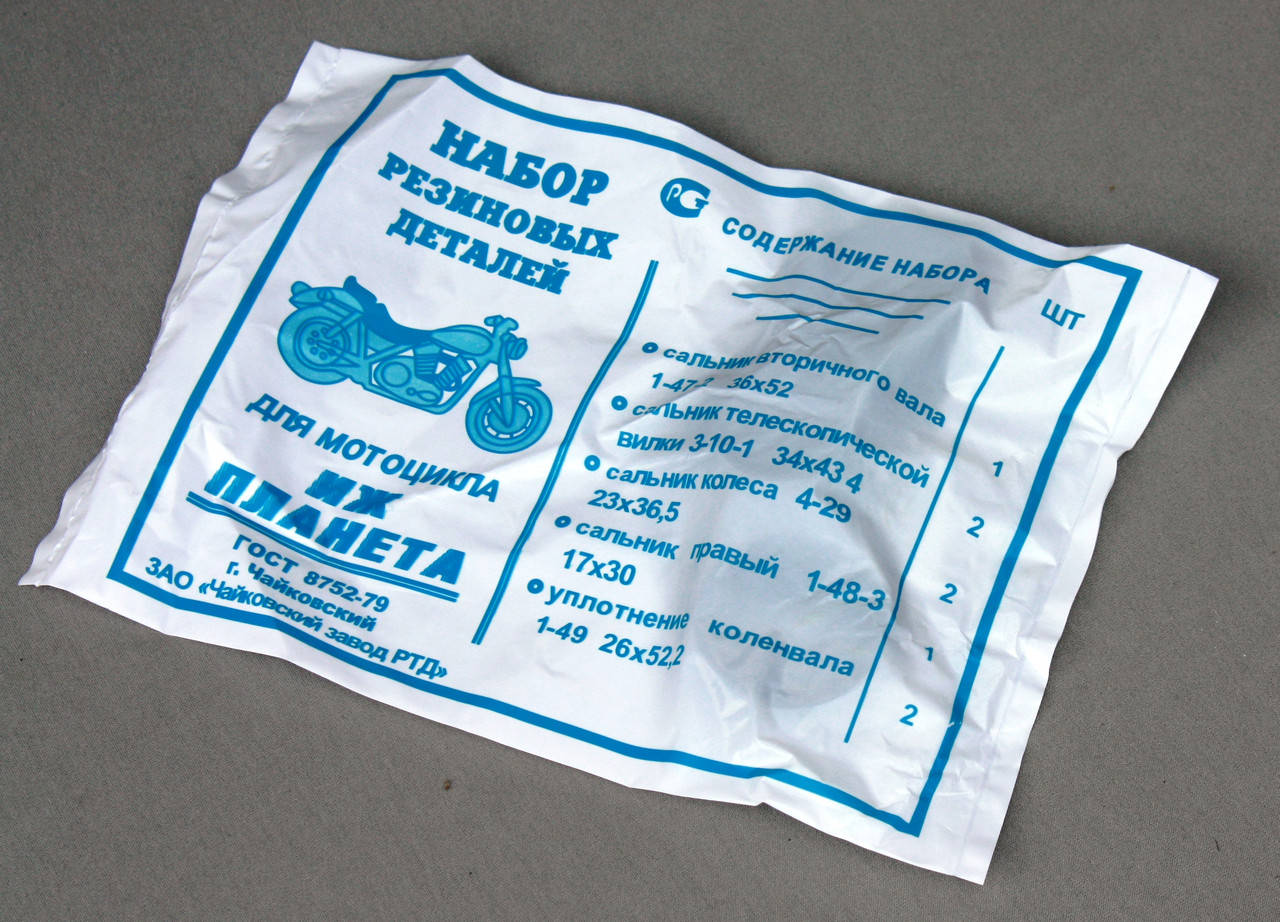 НАБОР
РЕЗИНОВЫХ
ДЕТАЛЕЙ
ДЛЯ МОТОЦИКЛА
ИЖ
ПЛАНЕТА
ГОСТ 8752-79
г. Чайковский
ЗАО «Чайковский завод РТД»
СОДЕРЖАНИЕ НАБОРА
ШТ
сальник вторичного вала
36х52 1
сальник телескопической
вилки 3-10-1 34х43 4 2
сальник колеса 4-29
23х36,5 2
сальник правый 1-48-3
17х30 1
уплотнение коленвала
1-49 26х52,2 2